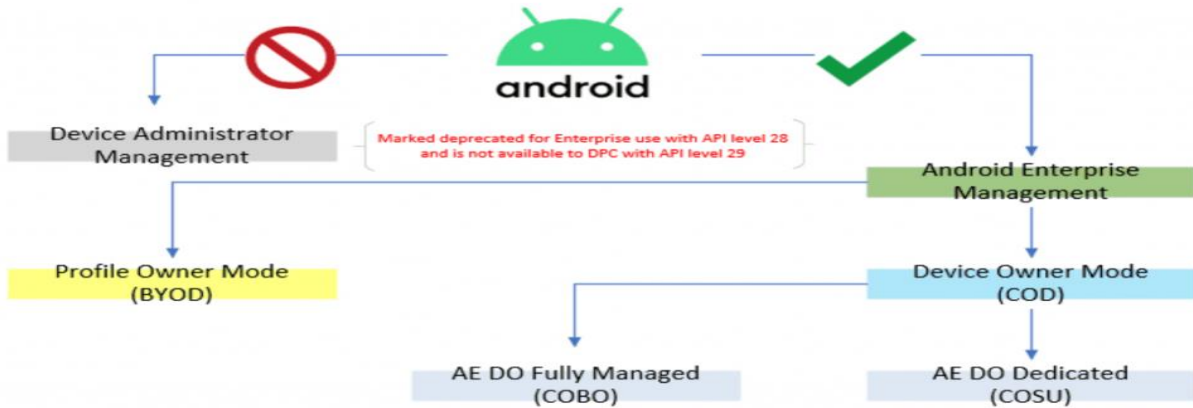 android
Device Administrator
Management
Marked deprecated for Enterprise use with API level 28
and is not available to DPC with API level 29
Android Enterprise
Management
Profile Owner Mode
(BYOD)
Device Owner Mode
(COD)
AE DO Fully Managed
(COBO)
AE DO Dedicated
(COSU)